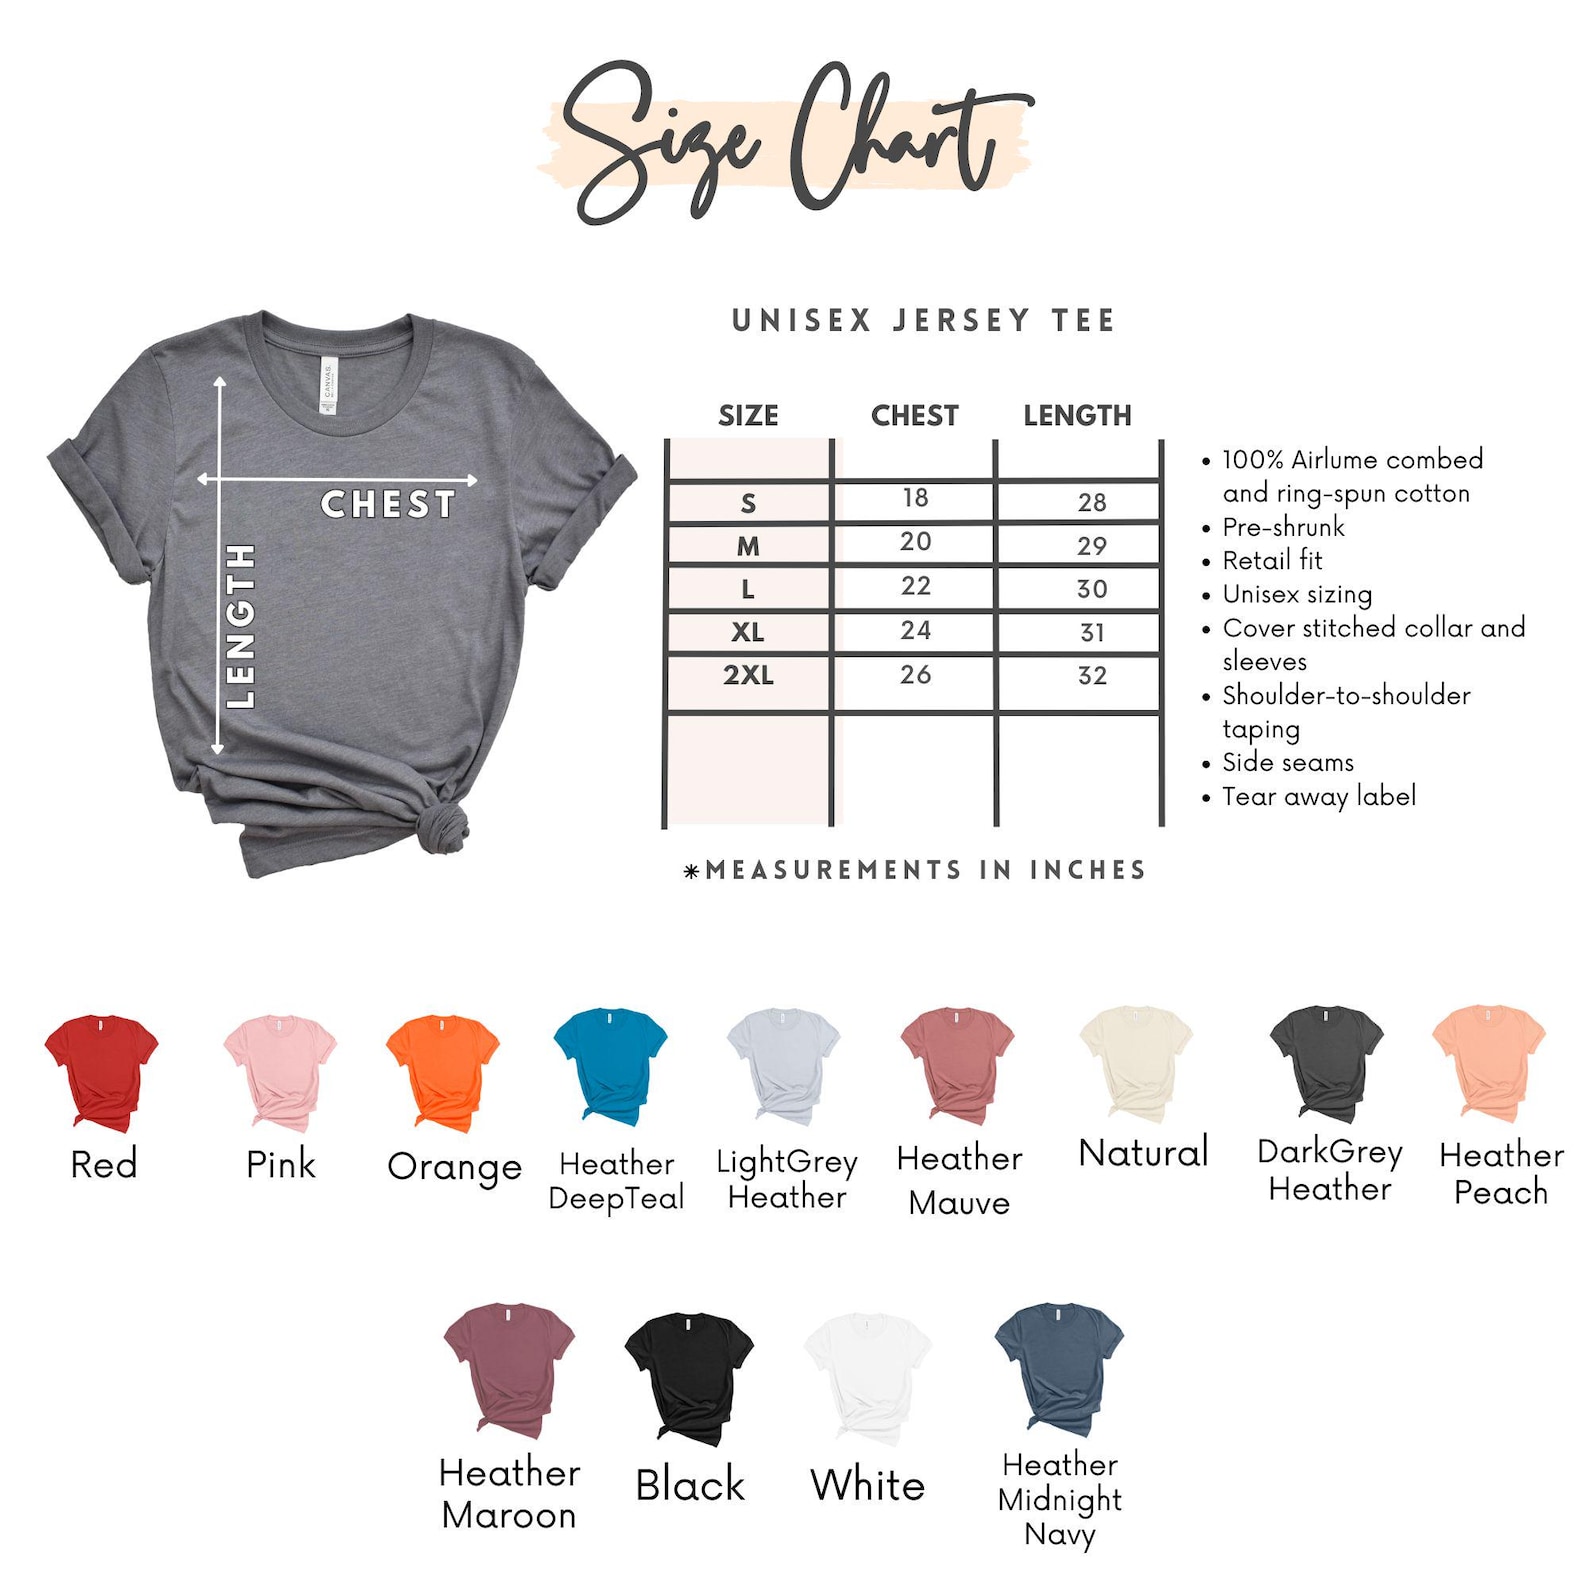 Size Chart
UNISEX JERSEY TEE
CANVAS.
CHEST
LENGTH
SIZE CHEST LENGTH
S 18 28
M 20 29
L 22 30
XL 24 31
2XL 26 32
• 100% Airlume combed
and ring-spun cotton
• Pre-shrunk
• Retail fit
• Unisex sizing
• Cover stitched collar and
sleeves
• Shoulder-to-shoulder
taping
• Side seams
• Tear away label
*MEASUREMENTS IN INCHES
Red
Pink
Orange
Heather
DeepTeal
LightGrey
Heather
Heather
Mauve
Natural
DarkGrey
Heather
Heather
Peach
Heather
Maroon
Black
White
Heather
Midnight
Navy